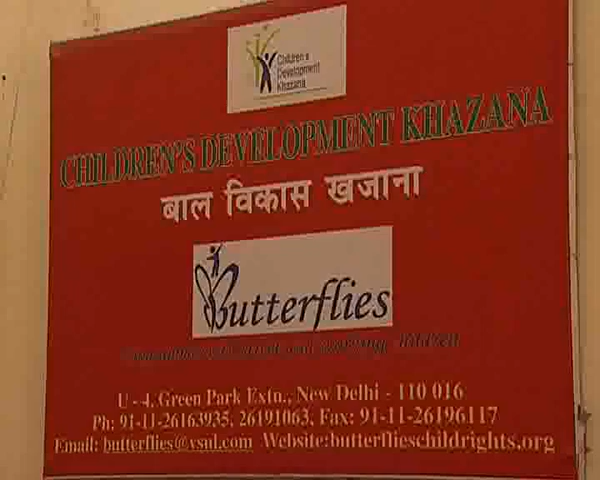 Children's
Development
Khazana
CHILDREN'S DEVELOPMENT KHAZANA
बाल विकास खजाना
Butterflies
U - 4, Green Park Extn., New Delhi - 110 016
Ph: 91-11-26163935, 26191063, Fax: 91-11-26196117
Email: butterflies@vsnl.com Website:butterflieschildrights.org